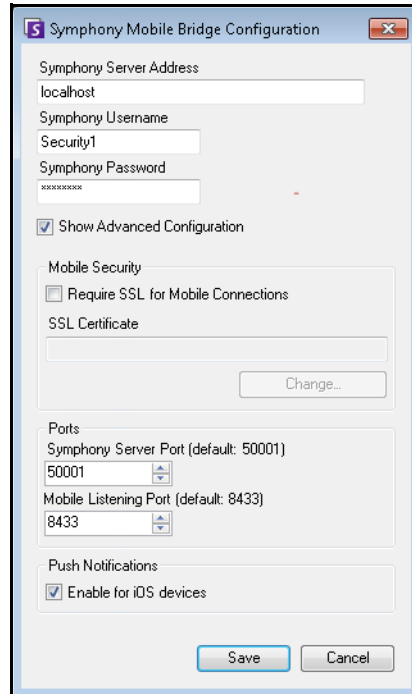 Symphony Mobile Bridge Configuration
Symphony Server Address
localhost
Symphony Username
Security1
Symphony Password
××××××××
Show Advanced Configuration
Mobile Security
Require SSL for Mobile Connections
SSL Certificate
Change...
Ports
Symphony Server Port (default: 50001)
50001
Mobile Listening Port (default: 8433)
8433
Push Notifications
Enable for iOS devices
Save Cancel